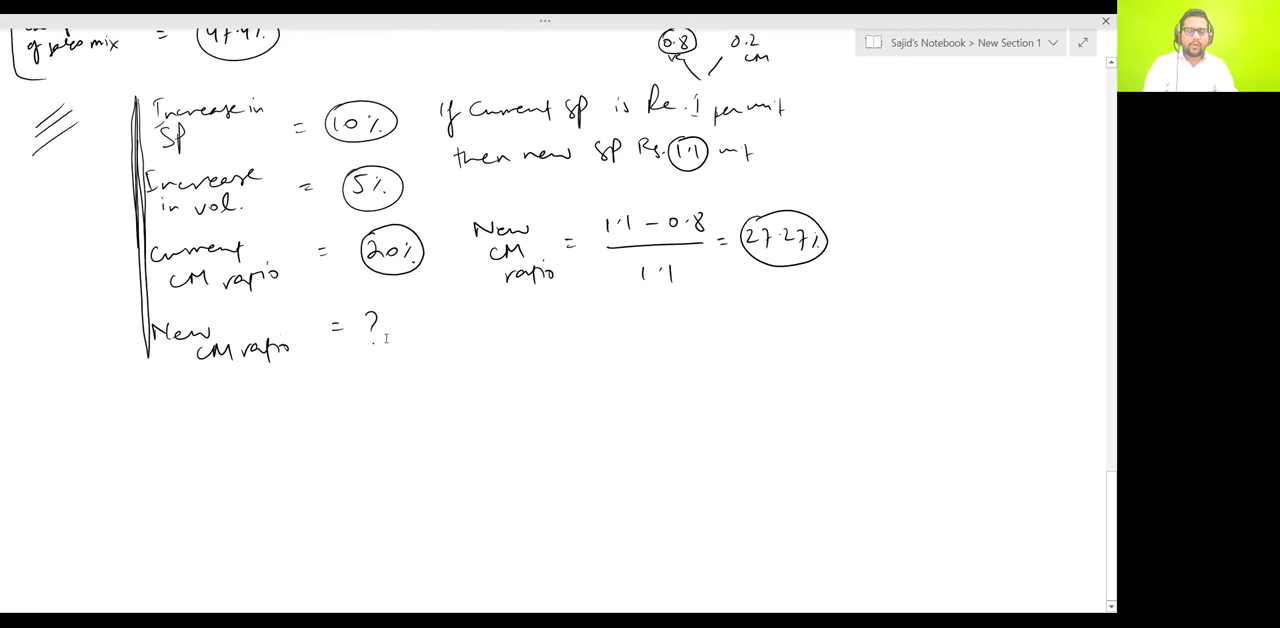 of mix = 47.4%
0.8 0.2
CM
Sajid's Notebook > New Section 1
Increase in
SP = 10%
If Current SP is Re. 1 per unit
then new SP Rs. 1.1 unit
Increase
in vol. = 5%
Current
CM ratio = 20%
New
CM
ratio = 1.1 - 0.8 = 27.27%
1.1
New
CM ratio = ?